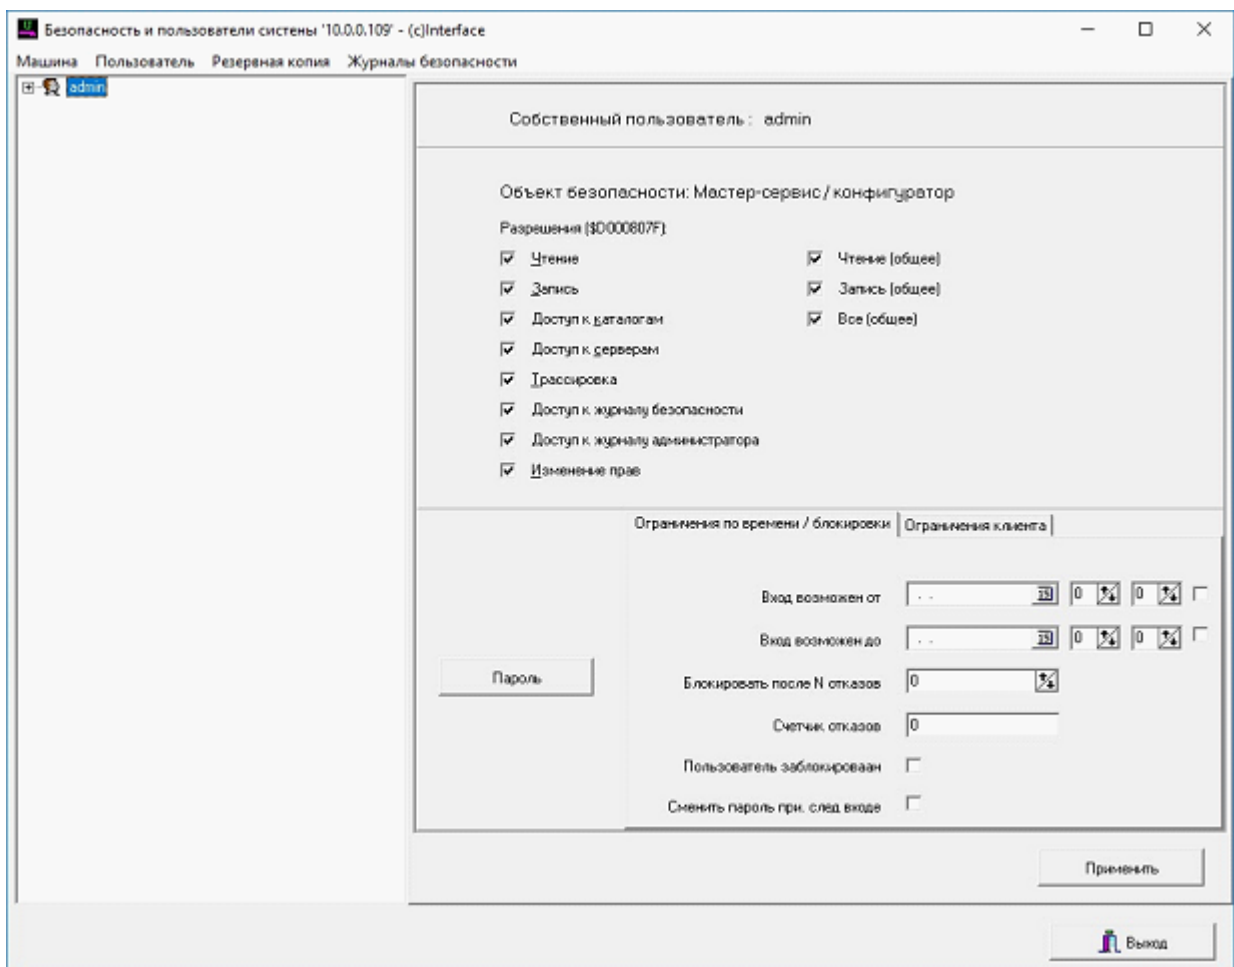 Безопасность и пользователи системы '10.0.0.109' - (c)Interface
Машина Пользователь Резервная копия Журналы безопасности
admin
Собственный пользователь : admin
Объект безопасности: Мастер-сервис / конфигуратор
Разрешения ($D000807F)
Чтение Чтение (общее)
Запись Запись (общее)
Доступ к каталогам Все (общее)
Доступ к серверам
Трассировка
Доступ к журналу безопасности
Доступ к журналу администратора
Изменение прав
Ограничения по времени / блокировки Ограничения клиента
Вход возможен от . . 15 0 0
Вход возможен до . . 15 0 0
Пароль
Блокировать после N отказов 0
Счетчик отказов 0
Пользователь заблокироваан
Сменить пароль при. след входе
Применить
Выход